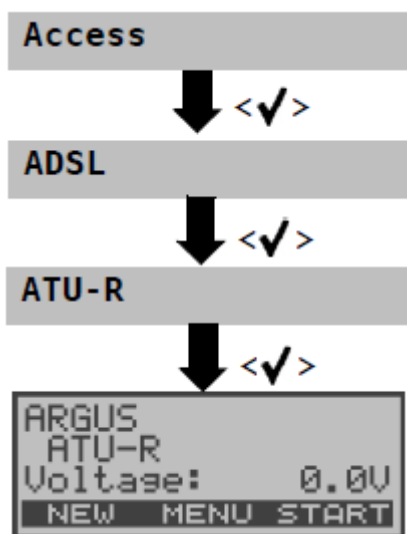 Access
<✓>
ADSL
<✓>
ATU-R
<✓>
ARGUS
ATU-R
Voltage: 0.0V
NEW MENU START